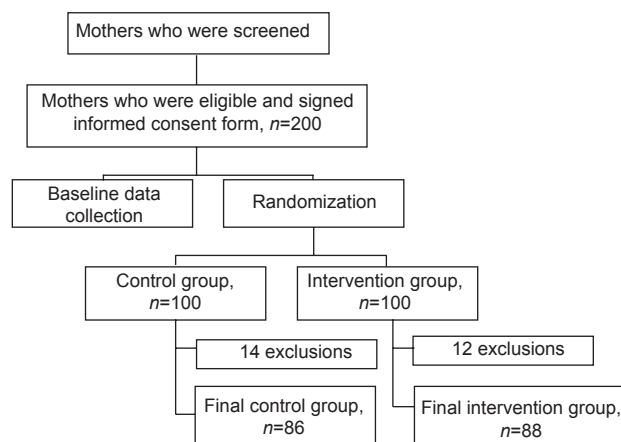 Mothers who were screened
Mothers who were eligible and signed
informed consent form, n=200
Baseline data
collection
Randomization
Control group,
n=100
Intervention group,
n=100
14 exclusions
12 exclusions
Final control group,
n=86
Final intervention group,
n=88